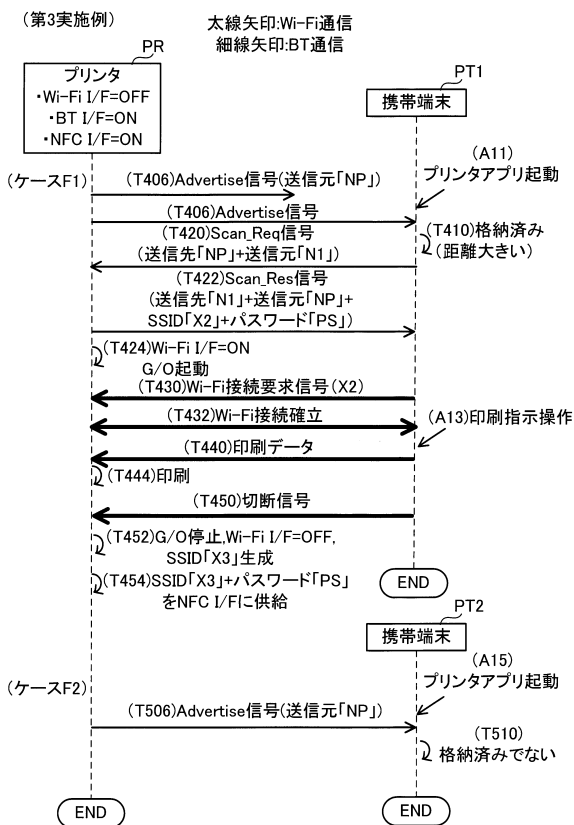 (第3実施例)
太線矢印:Wi-Fi通信
細線矢印:BT通信
PR
プリンタ
・Wi-Fi I/F=OFF
・BT I/F=ON
・NFC I/F=ON
PT1
携帯端末
(ケースF1)
(A11)
プリンタアプリ起動
(T406)Advertise信号(送信元「NP」)
(T406)Advertise信号
(T410)格納済み
(距離大きい)
(T420)Scan_Req信号
(送信先「NP」+送信元「N1」)
(T422)Scan_Res信号
(送信先「N1」+送信元「NP」+
SSID「X2」+パスワード「PS」)
(T424)Wi-Fi I/F=ON
G/O起動
(T430)Wi-Fi接続要求信号(X2)
(T432)Wi-Fi接続確立
(A13)印刷指示操作
(T440)印刷データ
(T444)印刷
(T450)切断信号
(T452)G/O停止,Wi-Fi I/F=OFF,
SSID「X3」生成
(T454)SSID「X3」+パスワード「PS」
をNFC I/Fに供給
END
PT2
携帯端末
(ケースF2)
(A15)
プリンタアプリ起動
(T506)Advertise信号(送信元「NP」)
(T510)
格納済みでない
END
END